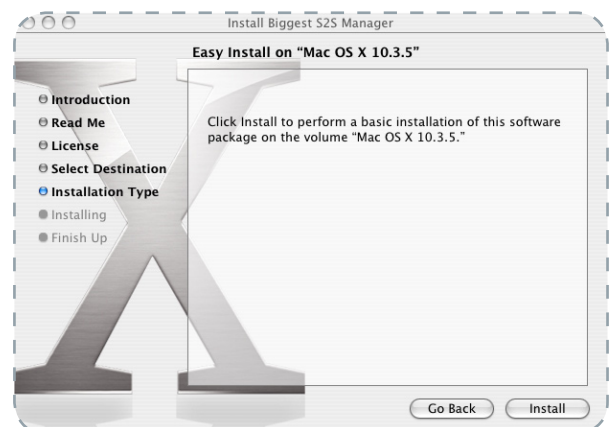 Install Biggest S2S Manager
Easy Install on “Mac OS X 10.3.5”
Introduction
Read Me
License
Select Destination
Installation Type
Installing
Finish Up
Click Install to perform a basic installation of this software
package on the volume “Mac OS X 10.3.5.”
Go Back
Install